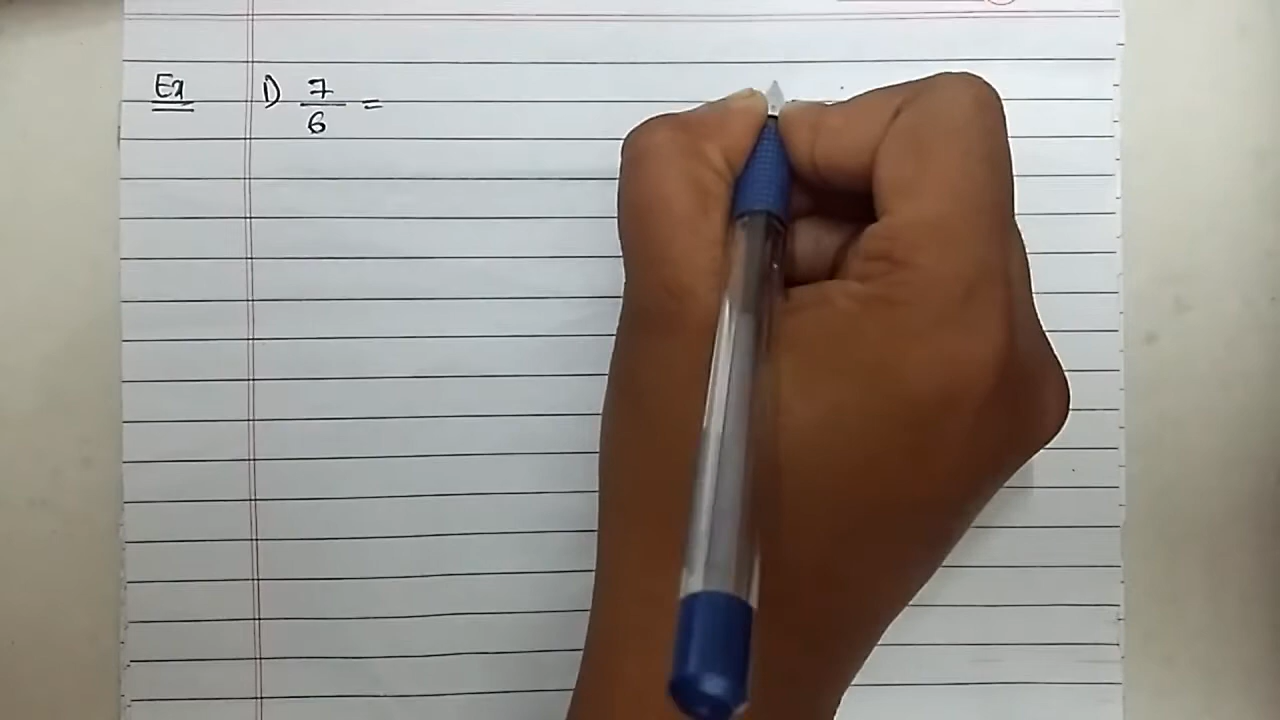 Ex 1) 7/6 =